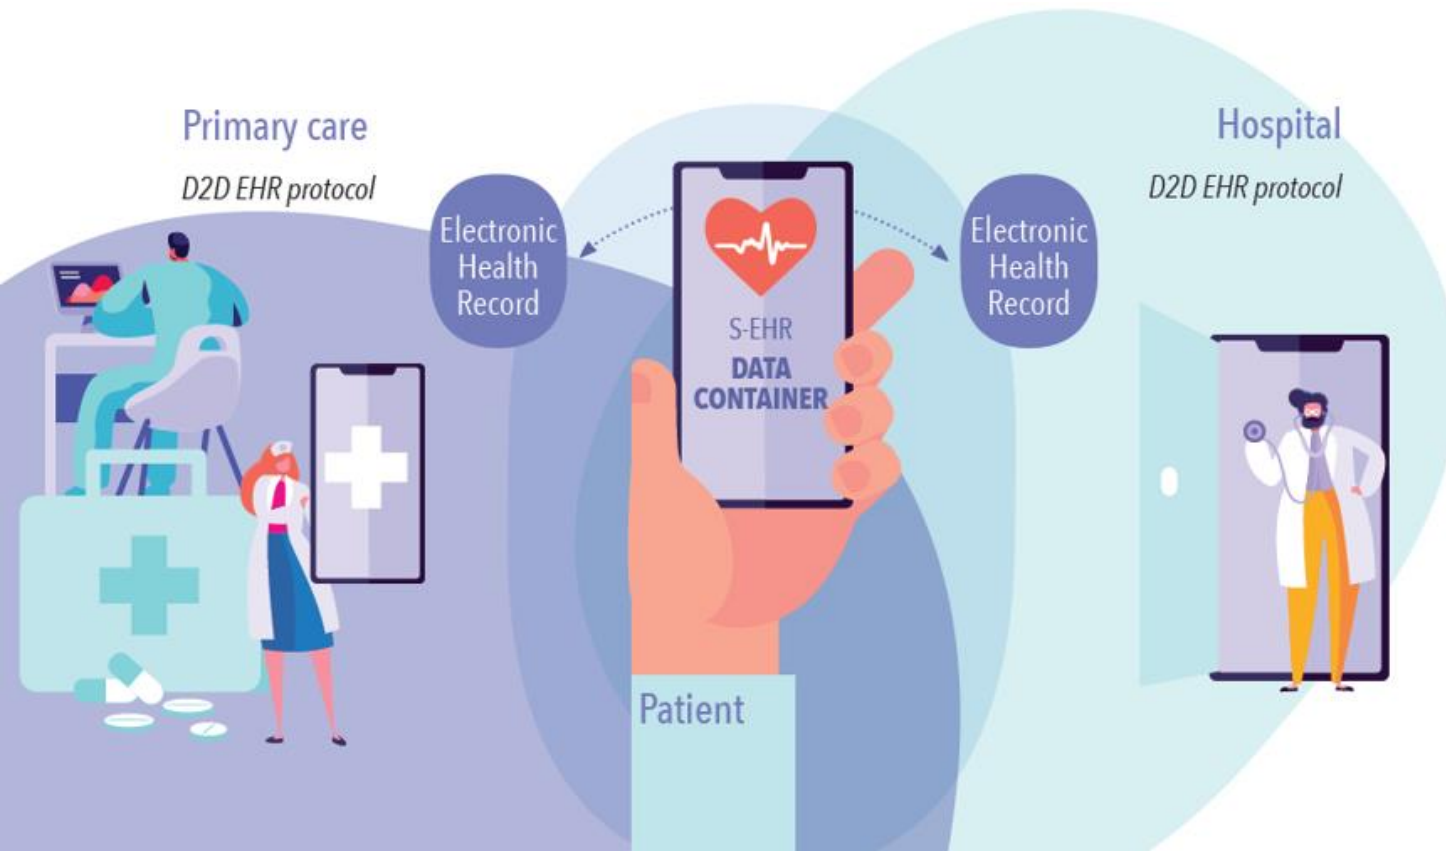 Primary care
D2D EHR protocol
Electronic
Health
Record
S-EHR
DATA
CONTAINER
Patient
Electronic
Health
Record
Hospital
D2D EHR protocol